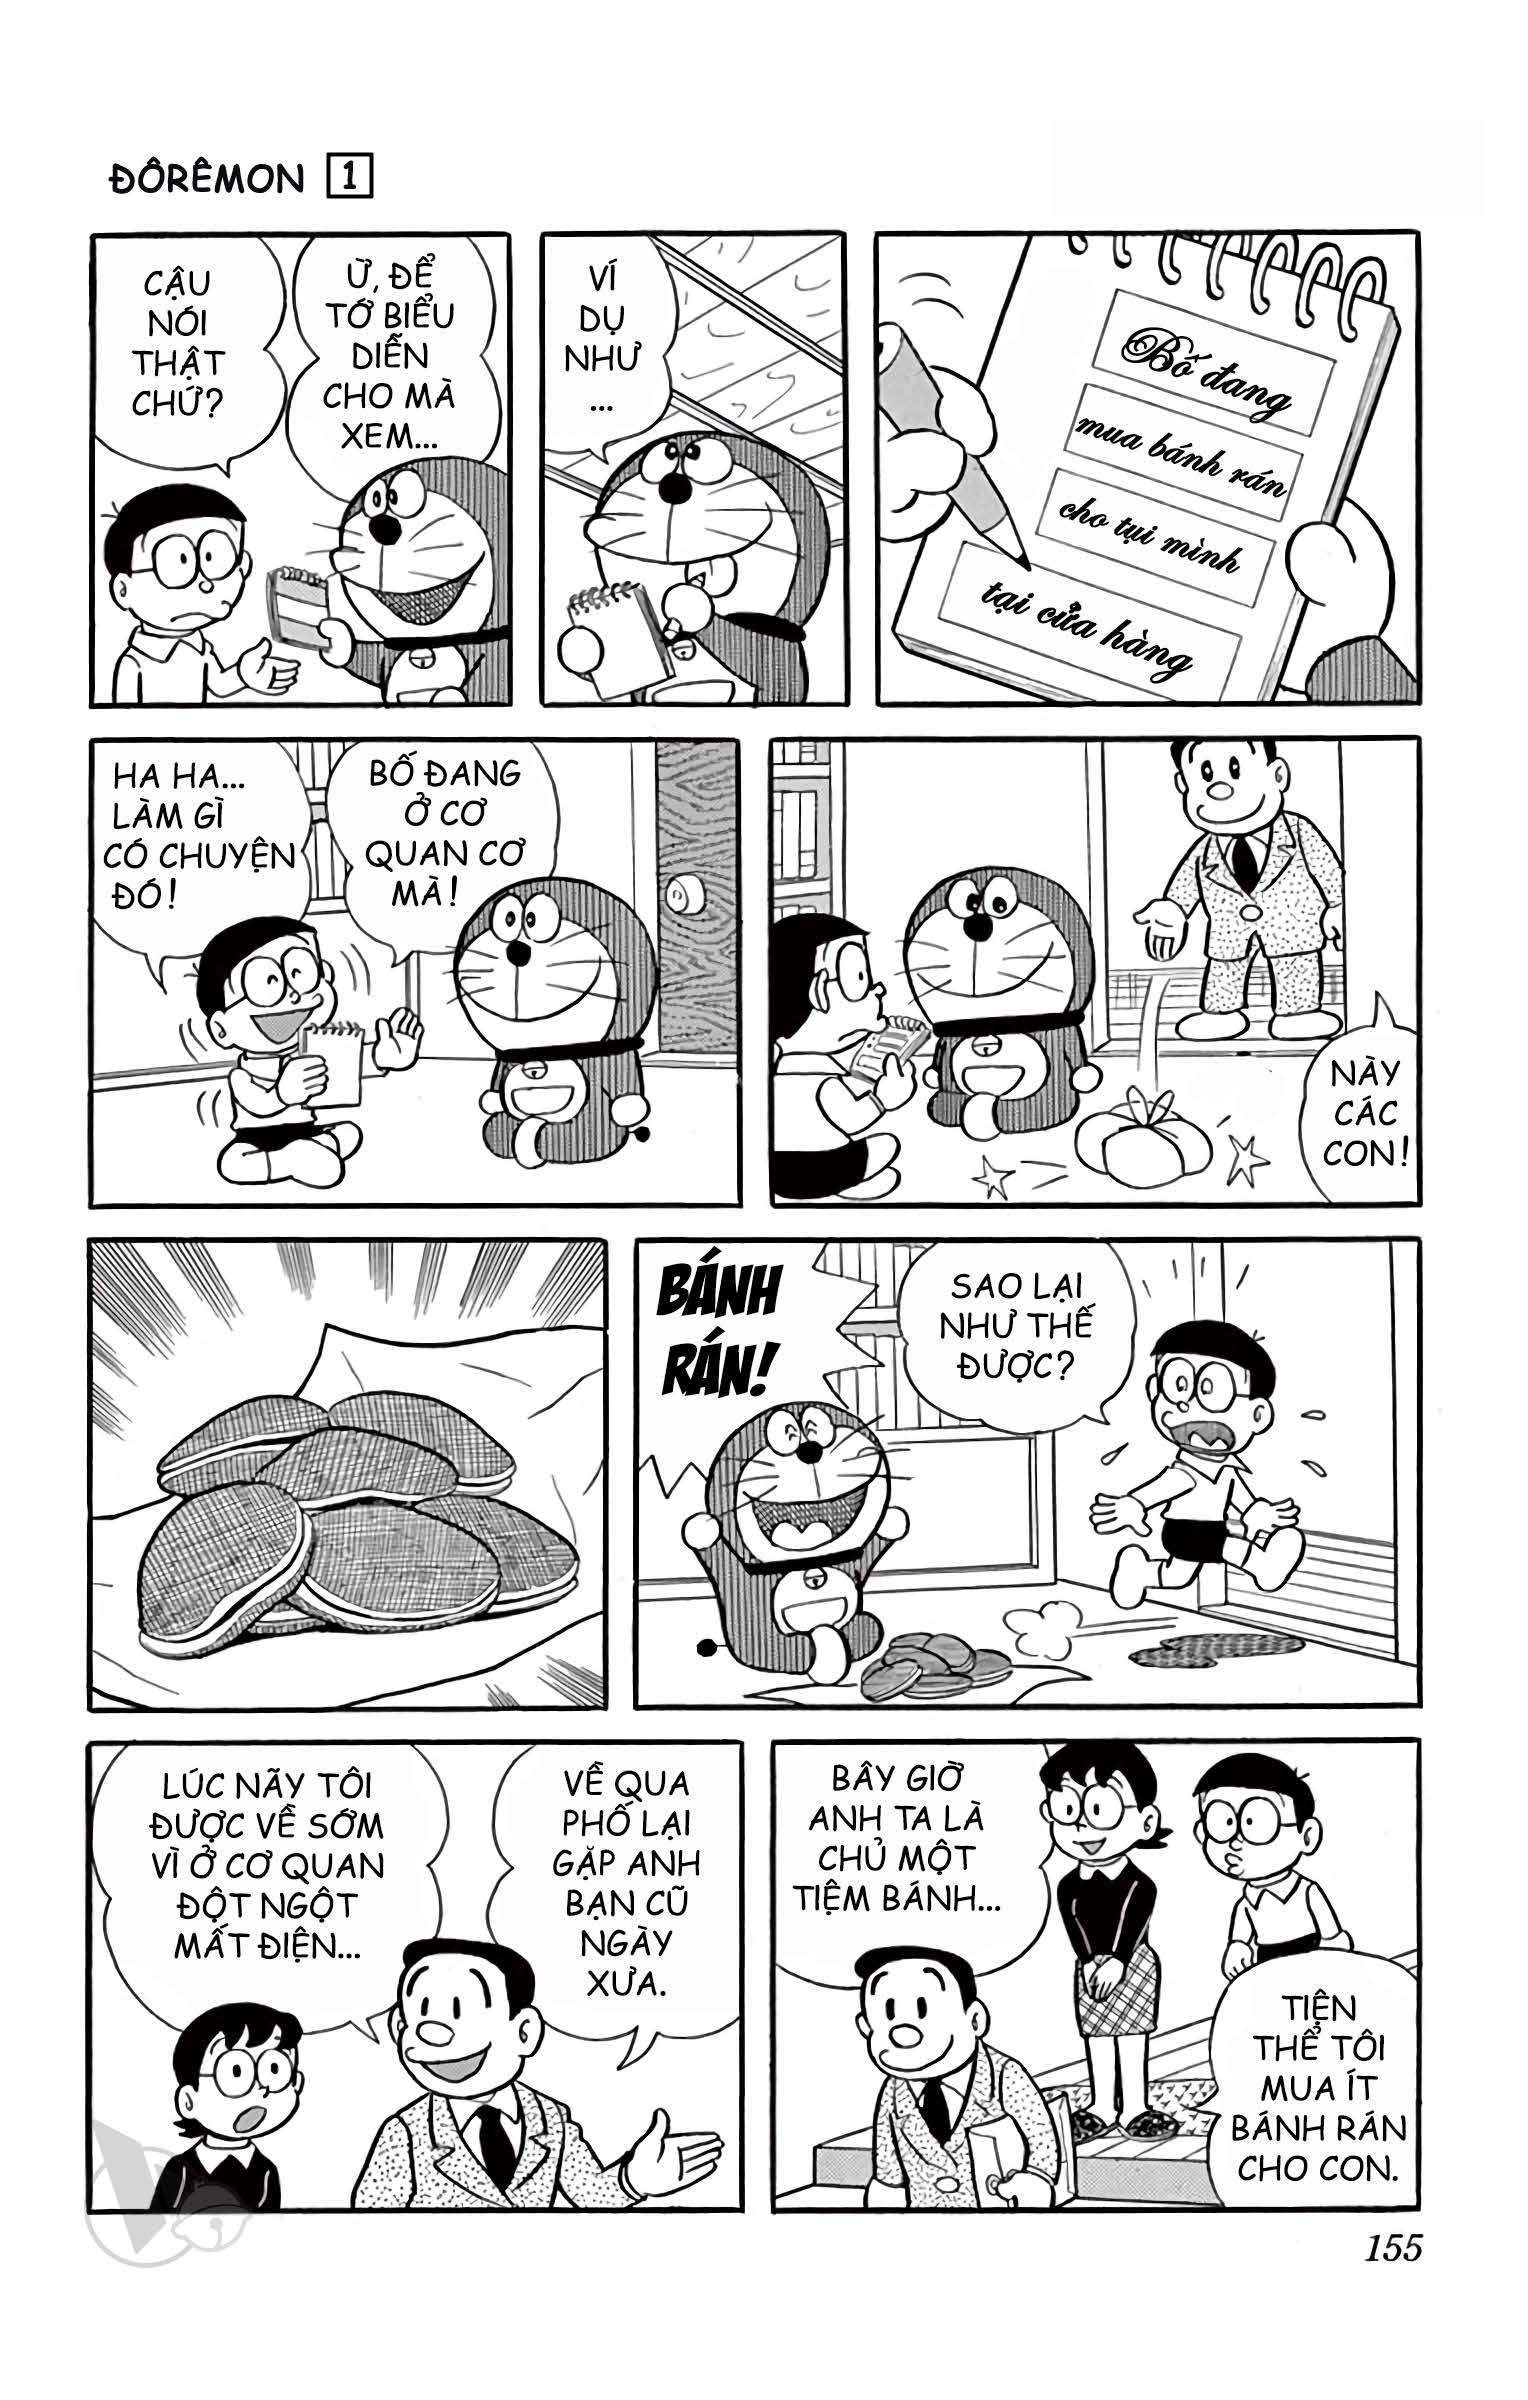 ĐÔRÊMON 1
CẬU
NÓI
THẬT
CHỨ?
Ừ, ĐỂ
TỚ BIỂU
DIỄN
CHO MÀ
XEM...
VÍ
DỤ
NHƯ
...
Bố đang
mua bánh rán
cho tụi mình
tại cửa hàng
HA HA...
LÀM GÌ
CÓ CHUYỆN
ĐÓ!
BỐ ĐANG
Ở CƠ
QUAN CƠ
MÀ!
NÀY
CÁC
CON!
BÁNH
RÁN!
SAO LẠI
NHƯ THẾ
ĐƯỢC?
LÚC NÃY TÔI
ĐƯỢC VỀ SỚM
VÌ Ở CƠ QUAN
ĐỘT NGỘT
MẤT ĐIỆN...
VỀ QUA
PHỐ LẠI
GẶP ANH
BẠN CŨ
NGÀY
XƯA.
BÂY GIỜ
ANH TA LÀ
CHỦ MỘT
TIỆM BÁNH...
TIỆN
THỂ TÔI
MUA ÍT
BÁNH RÁN
CHO CON.
155